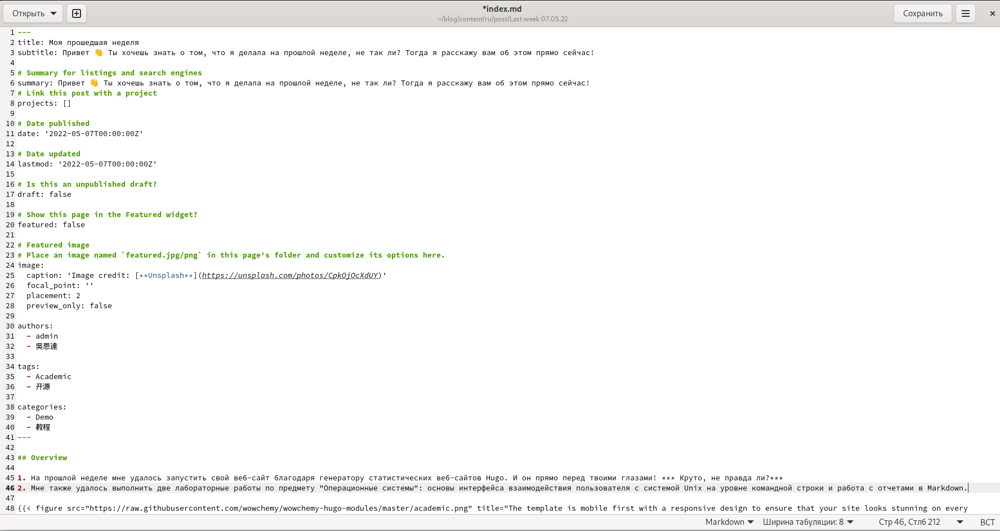 Открыть
*index.md
~/blog/content/ru/post/Last week 07.05.22
Сохранить
1 ---
2 title: Моя прошедшая неделя
3 subtitle: Привет 👋 Ты хочешь знать о том, что я делала на прошлой неделе, не так ли? Тогда я расскажу вам об этом прямо сейчас!
4
5 # Summary for listings and search engines
6 summary: Привет 👋 Ты хочешь знать о том, что я делала на прошлой неделе, не так ли? Тогда я расскажу вам об этом прямо сейчас!
7 # Link this post with a project
8 projects: []
9
10 # Date published
11 date: '2022-05-07T00:00:00Z'
12
13 # Date updated
14 lastmod: '2022-05-07T00:00:00Z'
15
16 # Is this an unpublished draft?
17 draft: false
18
19 # Show this page in the Featured widget?
20 featured: false
21
22 # Featured image
23 # Place an image named `featured.jpg/png` in this page's folder and customize its options here.
24 image:
25   caption: 'Image credit: [**Unsplash**](https://unsplash.com/photos/CpkOjOcXdUY)'
26   focal_point: ''
27   placement: 2
28   preview_only: false
29
30 authors:
31   - admin
32   - 吳恩達
33
34 tags:
35   - Academic
36   - 开源
37
38 categories:
39   - Demo
40   - 教程
41 ---
42
43 ## Overview
44
45 1. На прошлой неделе мне удалось запустить свой веб-сайт благодаря генератору статистических веб-сайтов Hugo. И он прямо перед твоими глазами! *** Круто, не правда ли?***
46 2. Мне также удалось выполнить две лабораторные работы по предмету "Операционные системы": основы интерфейса взаимодействия пользователя с системой Unix на уровне командной строки и работа с отчетами в Markdown.
47
48 {{< figure src="https://raw.githubusercontent.com/wowchemy/wowchemy-hugo-modules/master/academic.png" title="The template is mobile first with a responsive design to ensure that your site looks stunning on every
Markdown
Ширина табуляции: 8
Стр 46, Стлб 212
ВСТ